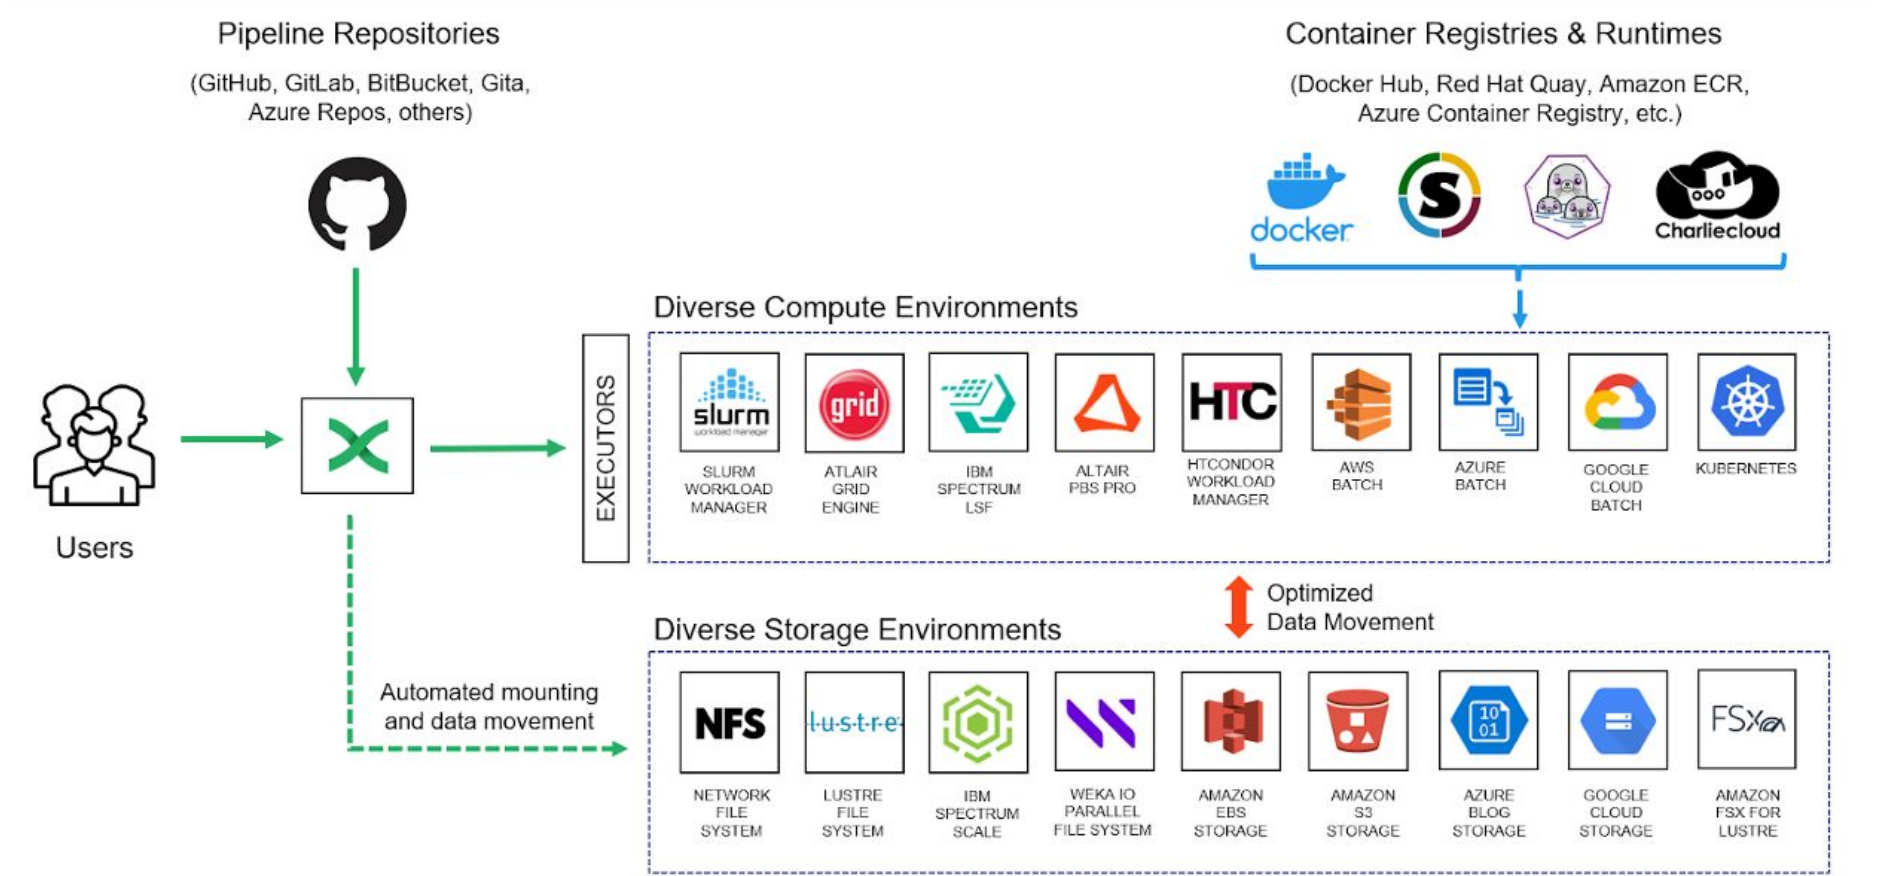 Pipeline Repositories
(GitHub, GitLab, BitBucket, Gita,
Azure Repos, others)
Container Registries & Runtimes
(Docker Hub, Red Hat Quay, Amazon ECR,
Azure Container Registry, etc.)
docker
S
Charliecloud
Users
EXECUTORS
Diverse Compute Environments
slurm
workload manager
SLURM
WORKLOAD
MANAGER
grid
ATLAIR
GRID
ENGINE
IBM
SPECTRUM
LSF
ALTAIR
PBS PRO
HTC
HTCONDOR
WORKLOAD
MANAGER
AWS
BATCH
AZURE
BATCH
GOOGLE
CLOUD
BATCH
KUBERNETES
Optimized
Data Movement
Automated mounting
and data movement
Diverse Storage Environments
NFS
NETWORK
FILE
SYSTEM
l·u·s·t·r·e
LUSTRE
FILE
SYSTEM
IBM
SPECTRUM
SCALE
WEKA IO
PARALLEL
FILE SYSTEM
AMAZON
EBS
STORAGE
AMAZON
S3
STORAGE
10
01
AZURE
BLOG
STORAGE
GOOGLE
CLOUD
STORAGE
FSx
AMAZON
FSX FOR
LUSTRE